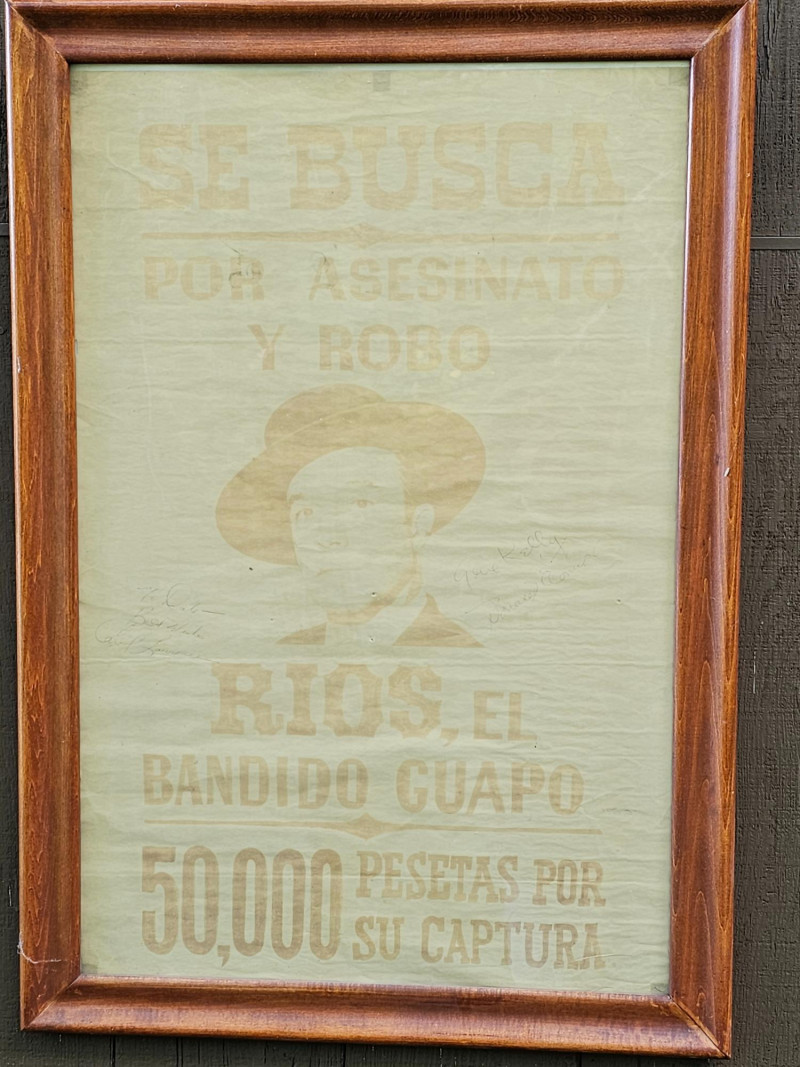 SE BUSCA
POR ASESINATO
Y ROBO
RIOS, EL
BANDIDO GUAPO
50,000 PESETAS POR
SU CAPTURA